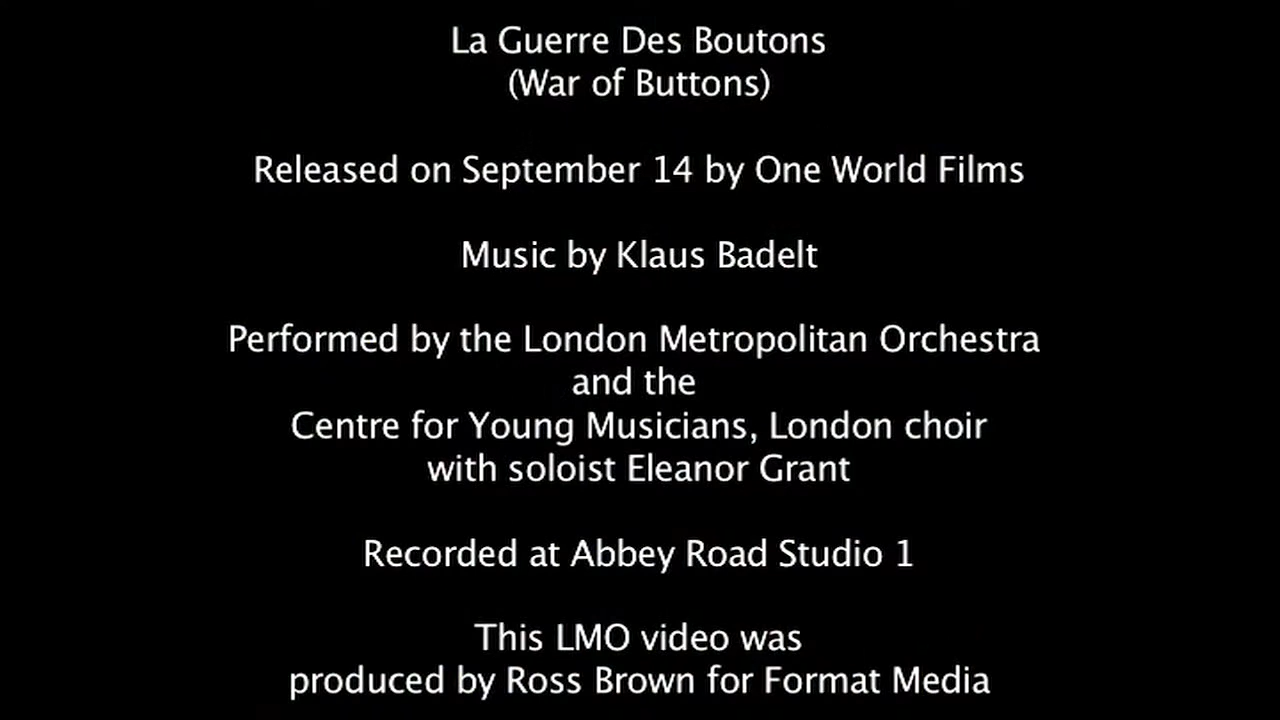 La Guerre Des Boutons
(War of Buttons)
Released on September 14 by One World Films
Music by Klaus Badelt
Performed by the London Metropolitan Orchestra
and the
Centre for Young Musicians, London choir
with soloist Eleanor Grant
Recorded at Abbey Road Studio 1
This LMO video was
produced by Ross Brown for Format Media